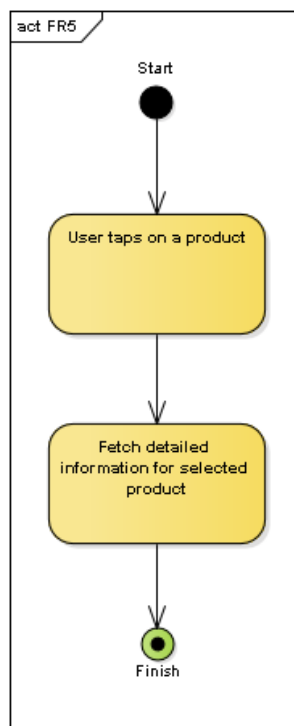 act FR5
Start
User taps on a product
Fetch detailed
information for selected
product
Finish